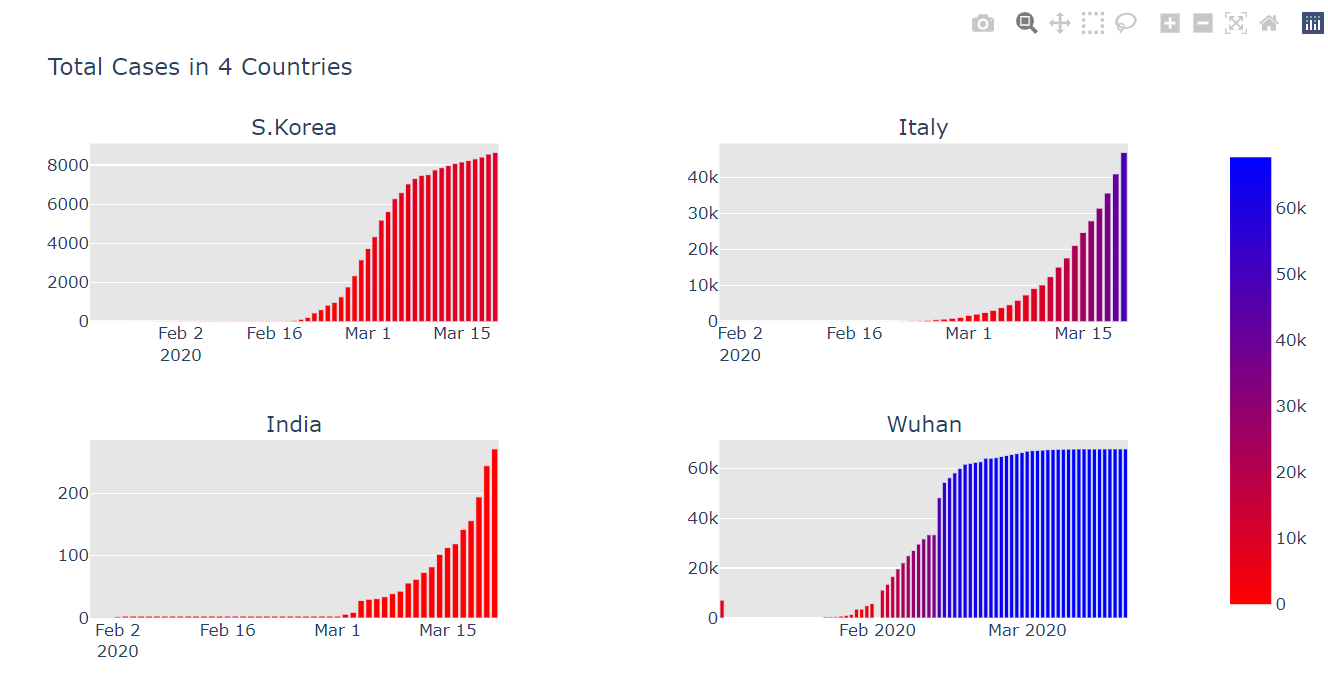 Total Cases in 4 Countries
S.Korea
8000
6000
4000
2000
0
Feb 2 Feb 16 Mar 1 Mar 15
2020
Italy
40k
30k
20k
10k
0
Feb 2 Feb 16 Mar 1 Mar 15
2020
India
200
100
0
Feb 2 Feb 16 Mar 1 Mar 15
2020
Wuhan
60k
40k
20k
0
Feb 2020 Mar 2020
60k
50k
40k
30k
20k
10k
0